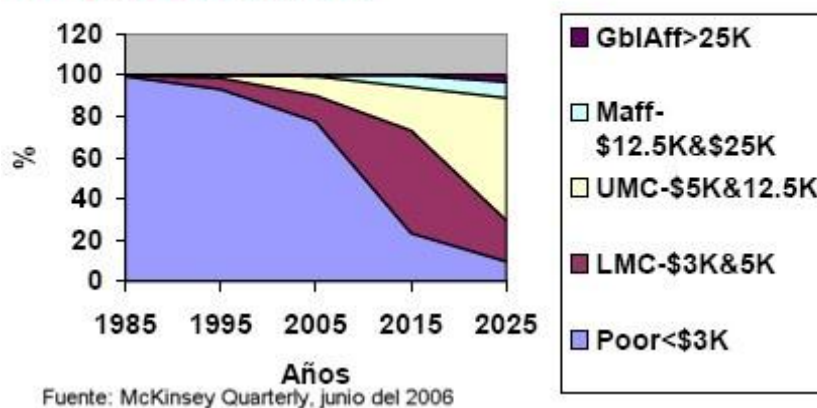 120
100
80
60
40
20
0
%
1985 1995 2005 2015 2025
Años
GblAff>25K
Maff-
$12.5K&$25K
UMC-$5K&12.5K
LMC-$3K&5K
Poor<$3K
Fuente: McKinsey Quarterly, junio del 2006